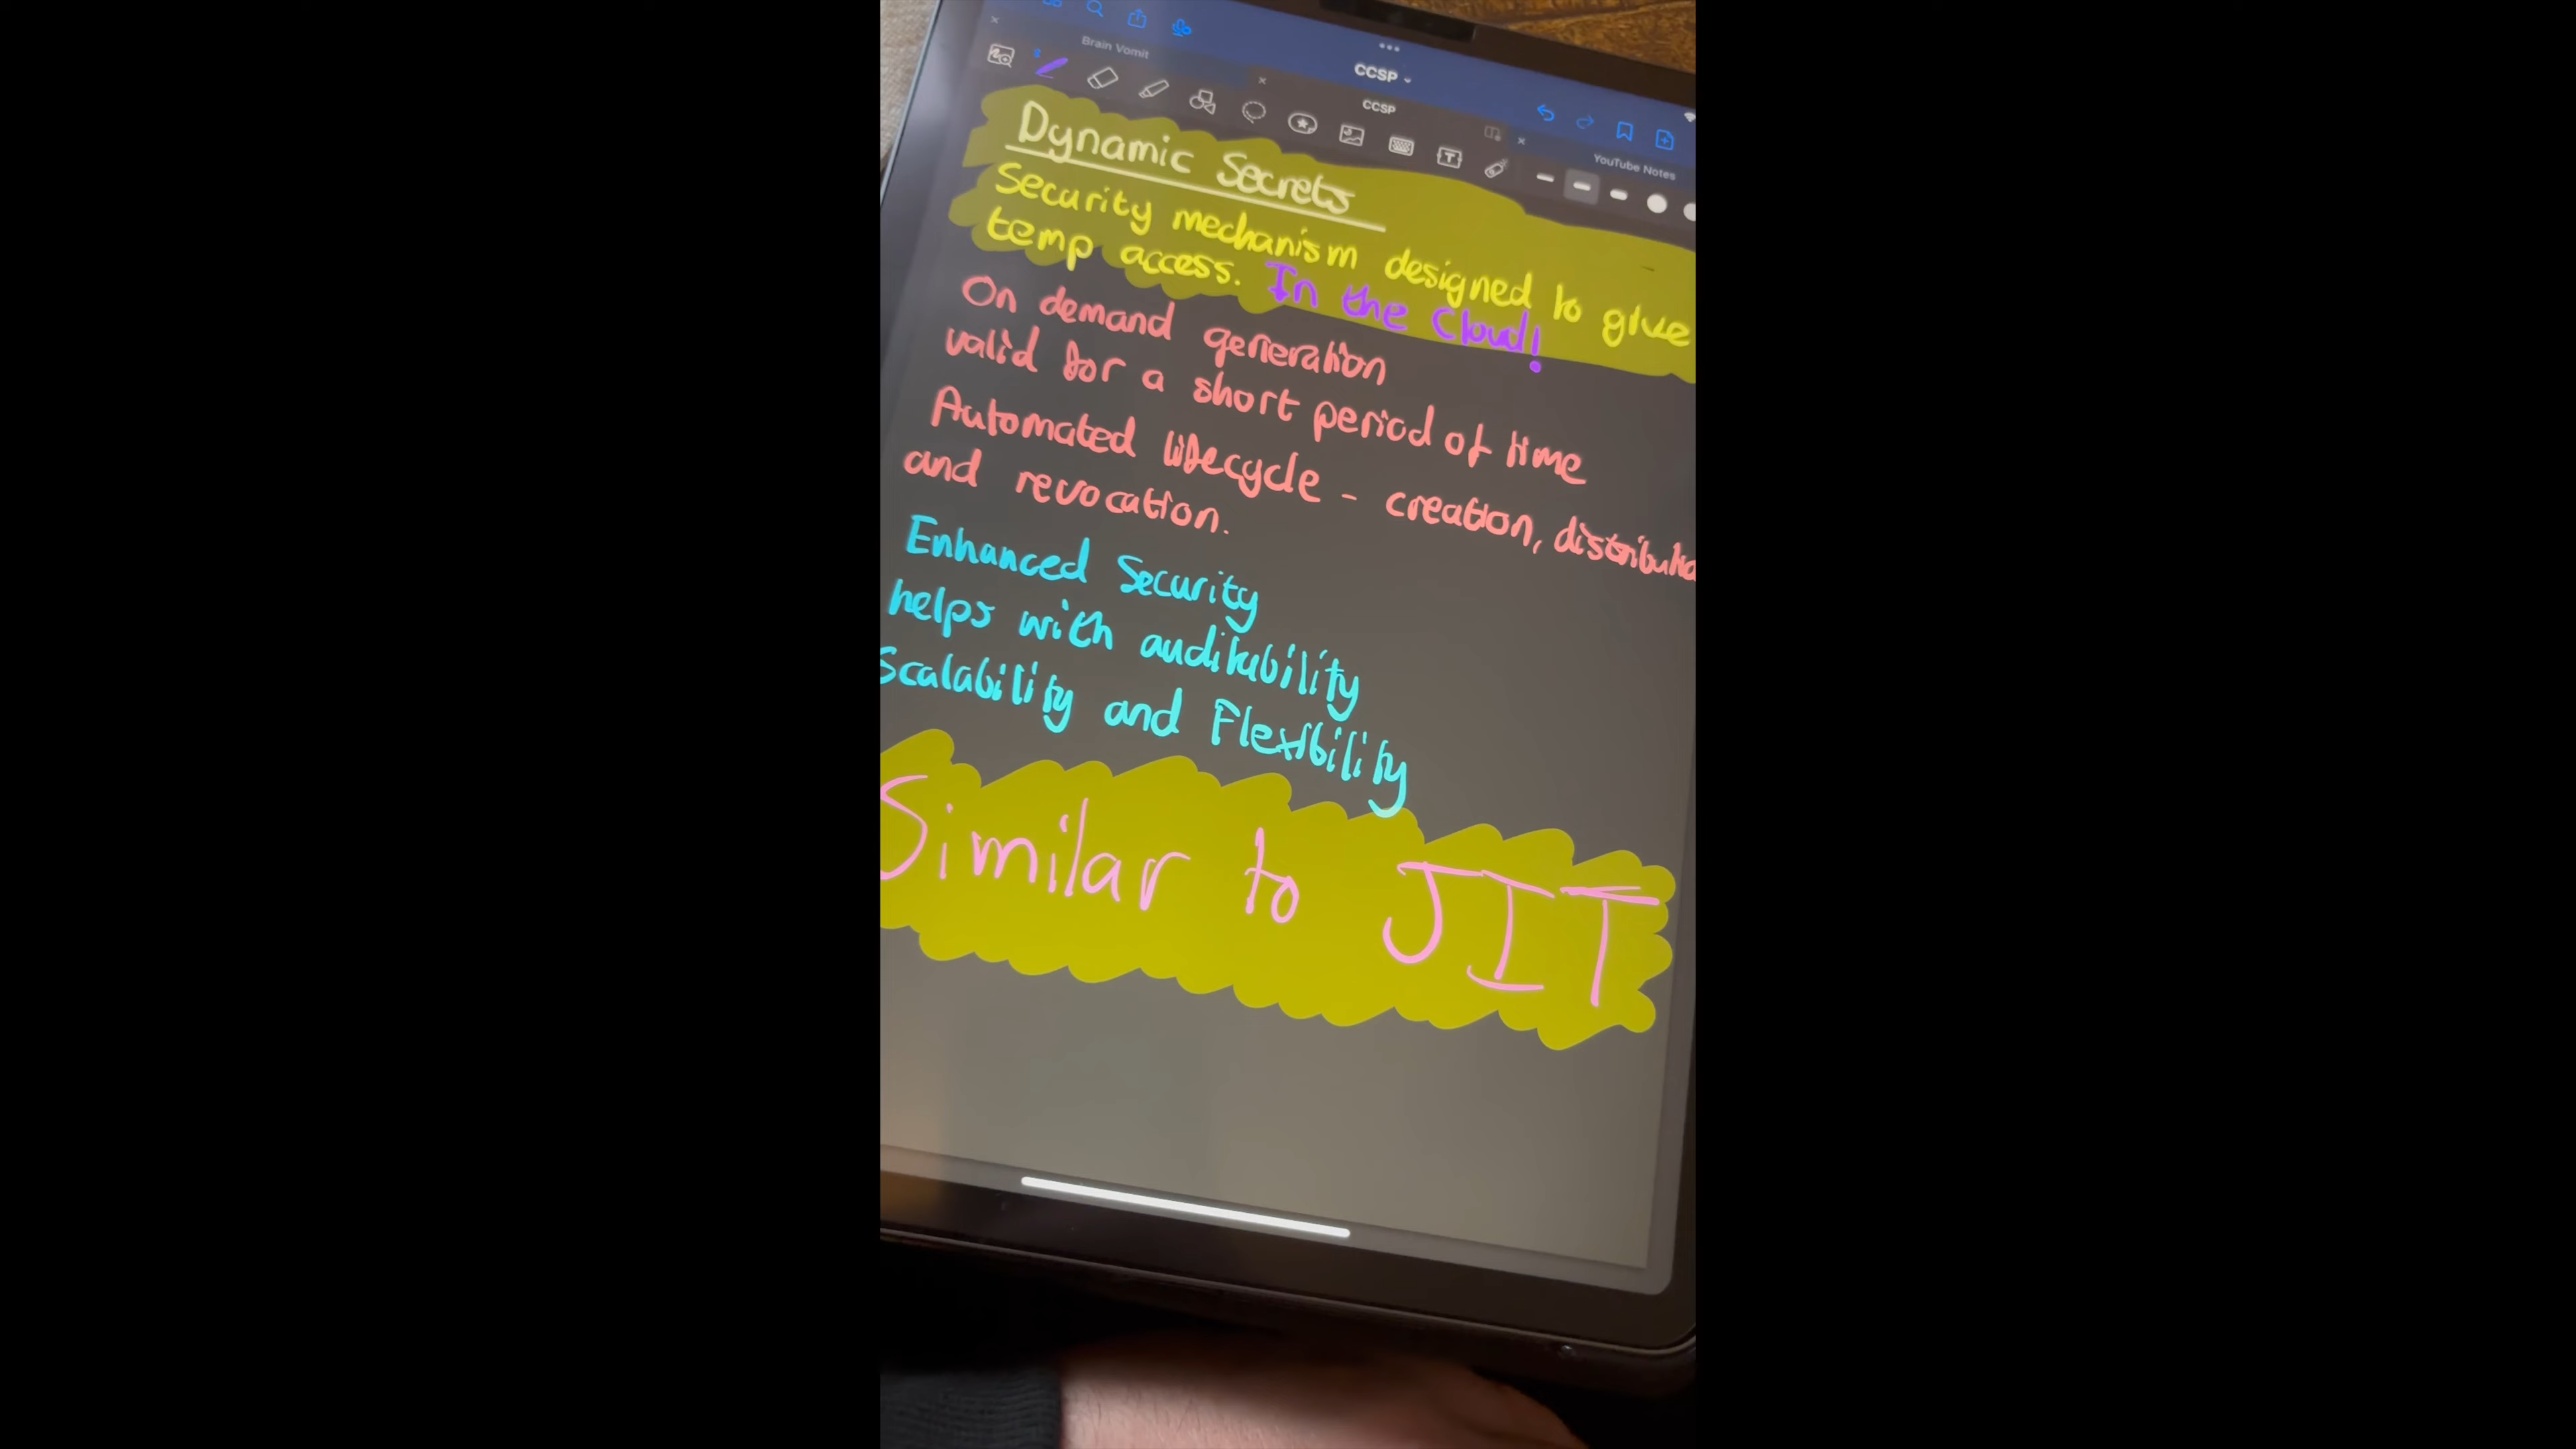 Brain Vomit
CCSP
CCSP
YouTube Notes
Dynamic Secrets
Security mechanism designed to give
temp access. In the Cloud!
On demand generation
valid for a short period of time
Automated lifecycle - creation, distributio
and revocation.
Enhanced Security
helps with auditability
Scalability and Flexibility
Similar to JIT